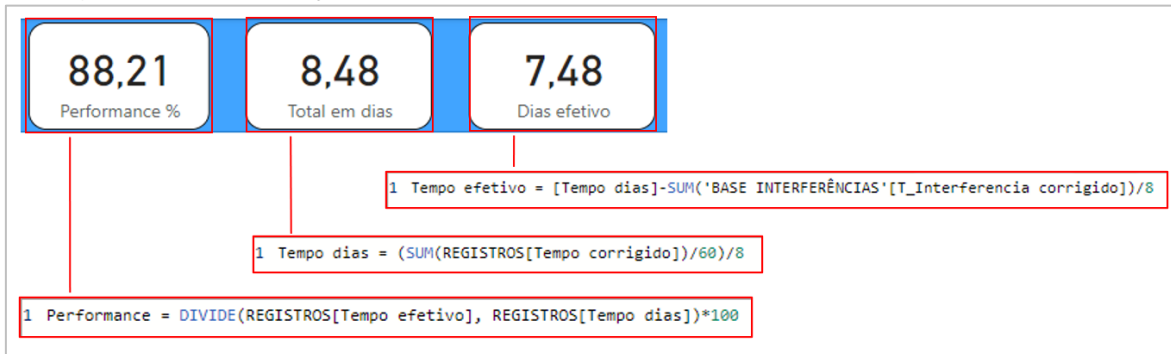 88,21
Performance %
8,48
Total em dias
7,48
Dias efetivo
1 Tempo efetivo = [Tempo dias]-SUM('BASE INTERFERÊNCIAS'[T_Interferencia corrigido])/8
1 Tempo dias = (SUM(REGISTROS[Tempo corrigido])/60)/8
1 Performance = DIVIDE(REGISTROS[Tempo efetivo], REGISTROS[Tempo dias])*100